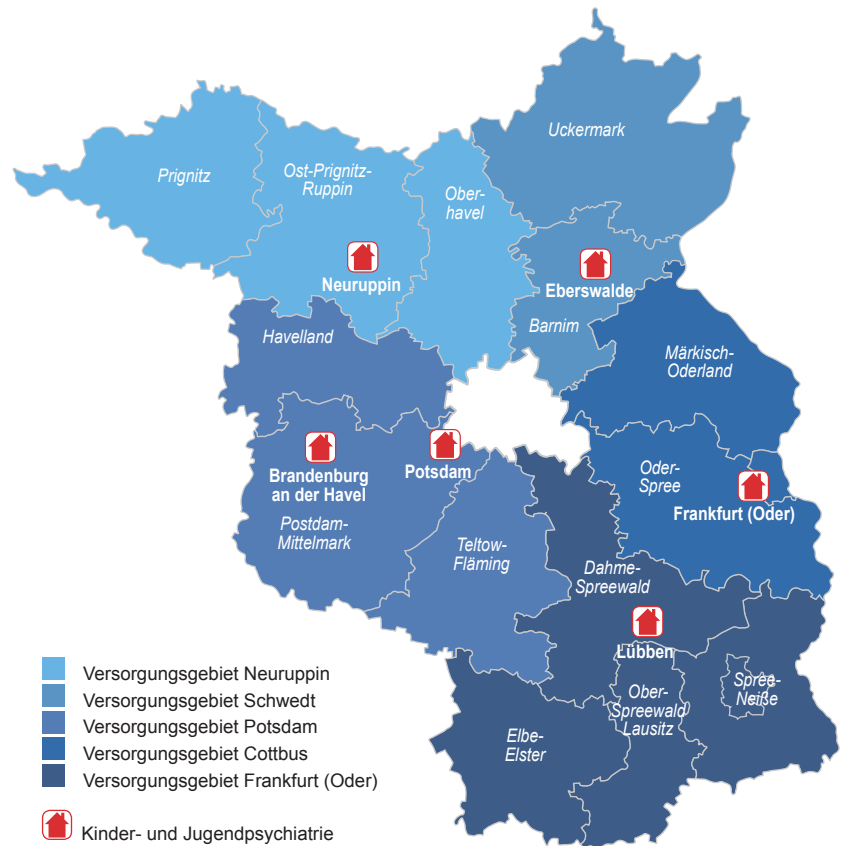 Uckermark
Prignitz
Ost-Prignitz-
Ruppin
Ober-
havel
Neuruppin
Eberswalde
Barnim
Havelland
Märkisch-
Oderland
Brandenburg
an der Havel
Potsdam
Oder-
Spree
Frankfurt (Oder)
Postdam-
Mittelmark
Teltow-
Fläming
Dahme-
Spreewald
Lübben
Ober-
Spreewald
Lausitz
Spree-
Neiße
Elbe-
Elster
Versorgungsgebiet Neuruppin
Versorgungsgebiet Schwedt
Versorgungsgebiet Potsdam
Versorgungsgebiet Cottbus
Versorgungsgebiet Frankfurt (Oder)
Kinder- und Jugendpsychiatrie